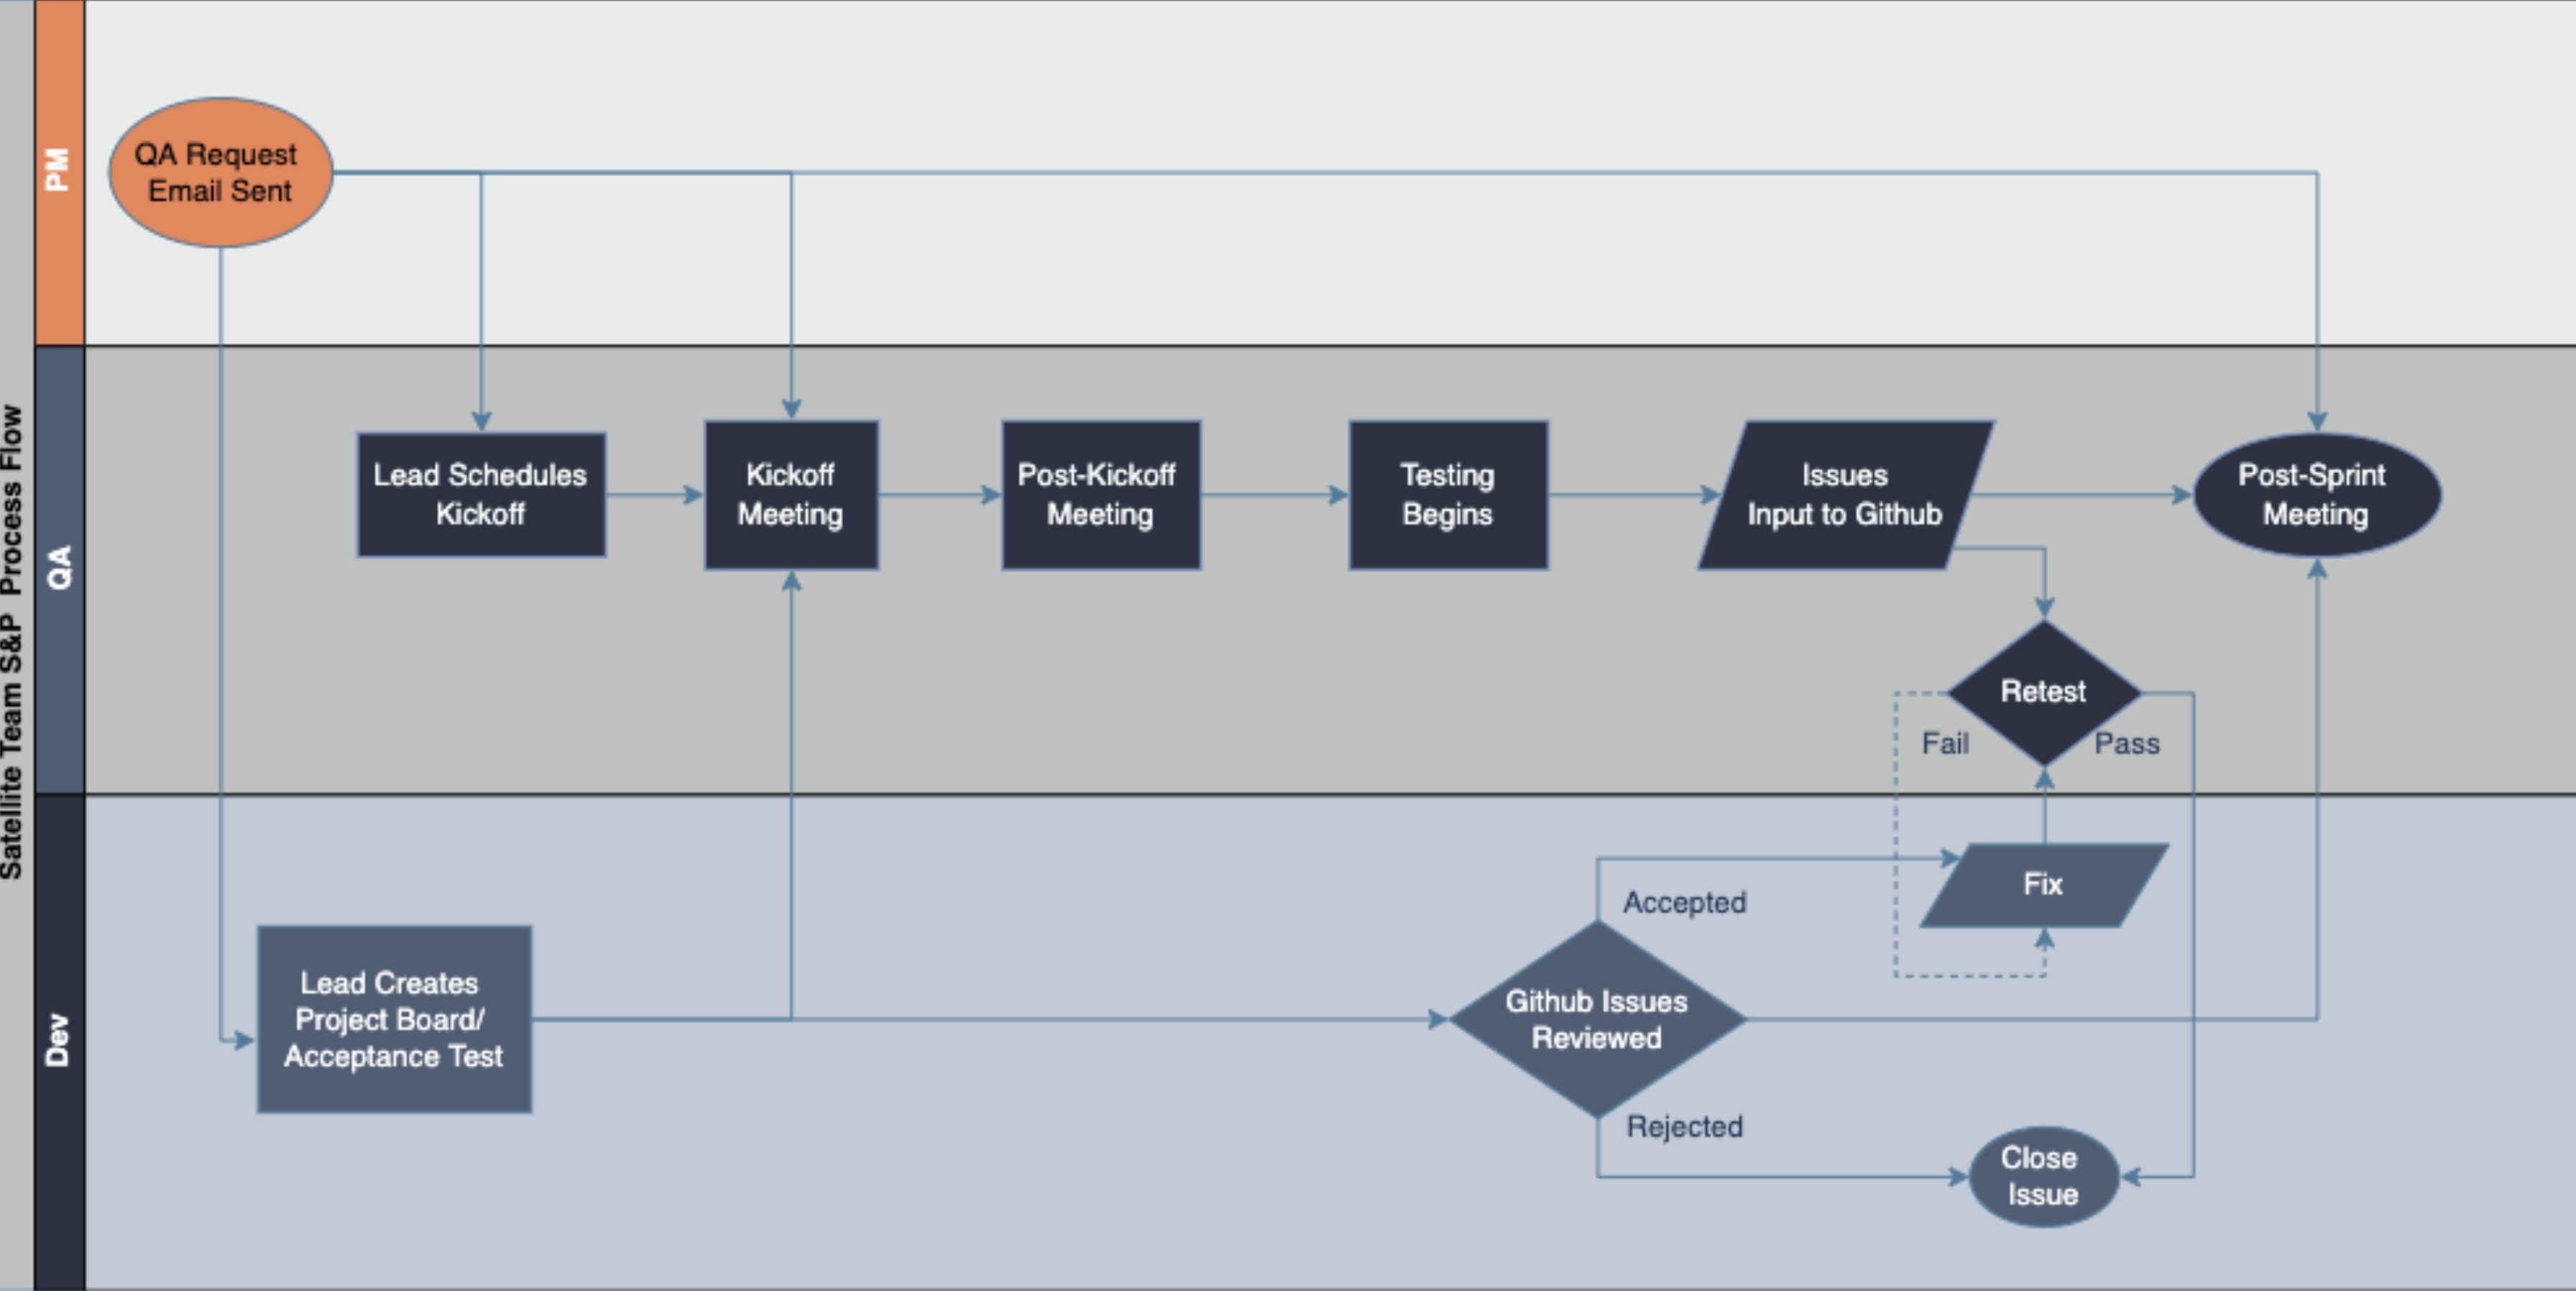 Satellite Team S&P Process Flow
PM
QA Request
Email Sent
QA
Lead Schedules
Kickoff
Kickoff
Meeting
Post-Kickoff
Meeting
Testing
Begins
Issues
Input to Github
Post-Sprint
Meeting
Retest
Fail
Pass
Dev
Lead Creates
Project Board/
Acceptance Test
Github Issues
Reviewed
Accepted
Rejected
Fix
Close
Issue